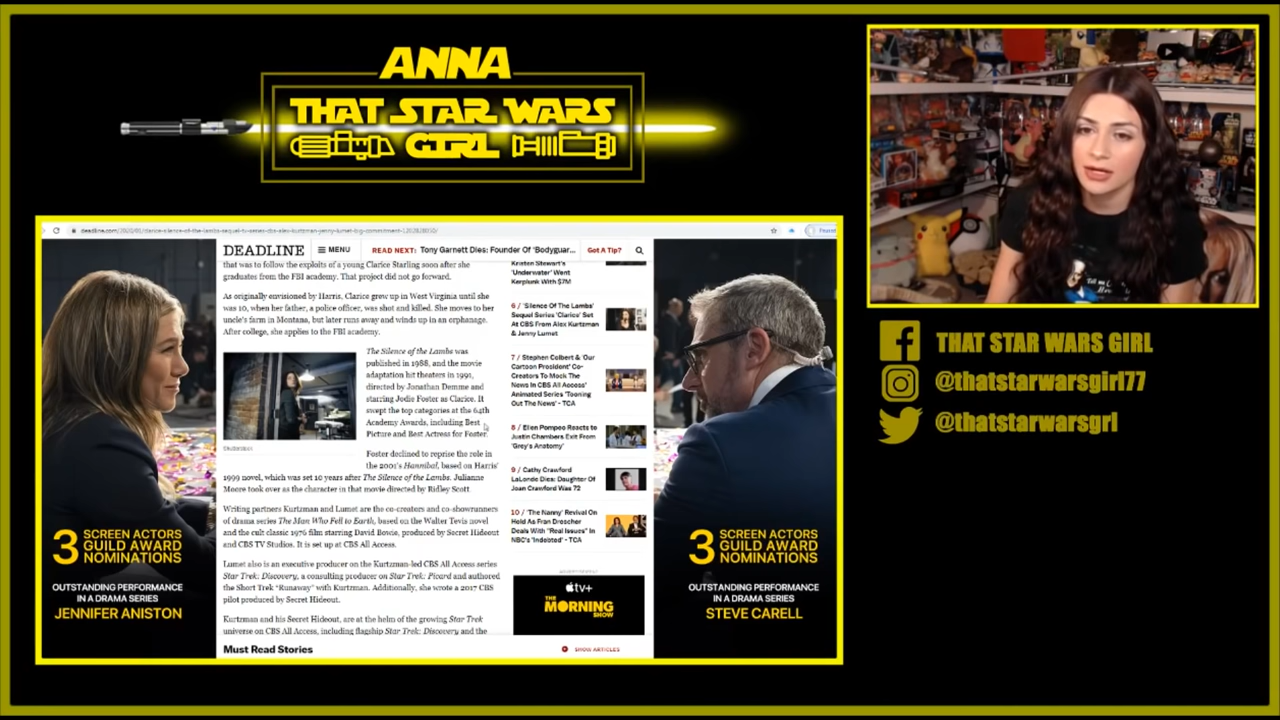 ANNA
THAT STAR WARS
GIRL
THAT STAR WARS GIRL
@thatstarwarsgirl77
@thatstarwarsgrl
DEADLINE
MENU
READ NEXT: Tony Garnett Dies: Founder Of 'Bodyguar...
Got A Tip?
that was to follow the exploits of a young Clarice Starling soon after she
graduates from the FBI academy. That project did not go forward.
As originally envisioned by Harris, Clarice grew up in West Virginia until she
was 10, when her father, a police officer, was shot and killed. She moves to her
uncle's farm in Montana, but later runs away and winds up in an orphanage.
After college, she applies to the FBI academy.
The Silence of the Lambs was
published in 1988, and the movie
adaptation hit theaters in 1991,
directed by Jonathan Demme and
starring Jodie Foster as Clarice. It
swept the top categories at the 64th
Academy Awards, including Best
Picture and Best Actress for Foster.
Shutterstock
Foster declined to reprise the role in
the 2001's Hannibal, based on Harris'
1999 novel, which was set 10 years after The Silence of the Lambs. Julianne
Moore took over as the character in that movie directed by Ridley Scott.
Writing partners Kurtzman and Lumet are the co-creators and co-showrunners
of drama series The Man Who Fell to Earth, based on the Walter Tevis novel
and the cult classic 1976 film starring David Bowie, produced by Secret Hideout
and CBS TV Studios. It is set up at CBS All Access.
Lumet also is an executive producer on the Kurtzman-led CBS All Access series
Star Trek: Discovery, a consulting producer on Star Trek: Picard and authored
the Short Trek "Runaway" with Kurtzman. Additionally, she wrote a 2017 CBS
pilot produced by Secret Hideout.
Kurtzman and his Secret Hideout, are at the helm of the growing Star Trek
universe on CBS All Access, including flagship Star Trek: Discovery and the
Kristen Stewart's
'Underwater' Went
Kerplunk With $7M
6 / 'Silence Of The Lambs'
Sequel Series 'Clarice' Set
At CBS From Alex Kurtzman
& Jenny Lumet
7 / Stephen Colbert & 'Our
Cartoon President' Co-
Creators To Mock The
News In CBS All Access'
Animated Series 'Tooning
Out The News' - TCA
8 / Ellen Pompeo Reacts to
Justin Chambers Exit From
'Grey's Anatomy'
9 / Cathy Crawford
LaLonde Dies: Daughter Of
Joan Crawford Was 72
10 / 'The Nanny' Revival On
Hold As Fran Drescher
Deals With "Real Issues" In
NBC's 'Indebted' - TCA
ADVERTISEMENT
tv+
THE
MORNING
SHOW
Must Read Stories
SHOW ARTICLES
3 SCREEN ACTORS
GUILD AWARD
NOMINATIONS
OUTSTANDING PERFORMANCE
IN A DRAMA SERIES
JENNIFER ANISTON
3 SCREEN ACTORS
GUILD AWARD
NOMINATIONS
OUTSTANDING PERFORMANCE
IN A DRAMA SERIES
STEVE CARELL